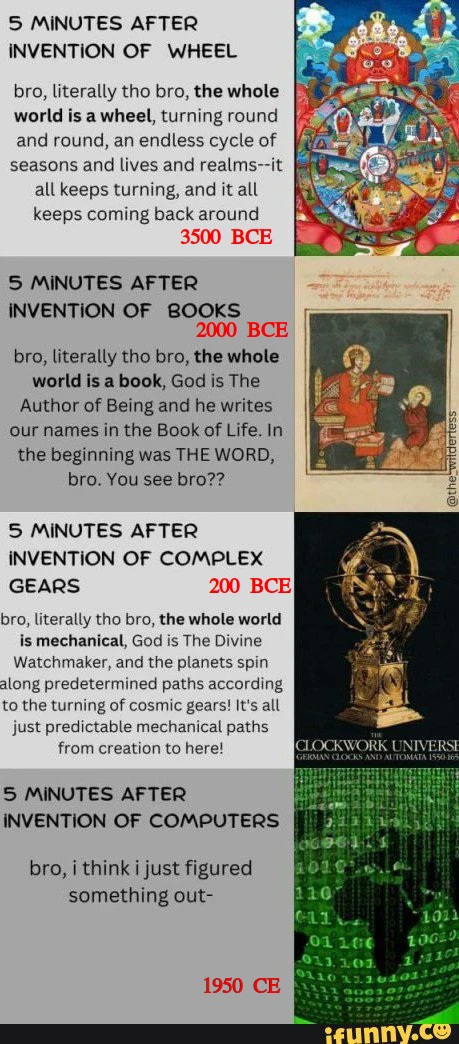 5 MINUTES AFTER
INVENTION OF WHEEL
bro, literally tho bro, the whole
world is a wheel, turning round
and round, an endless cycle of
seasons and lives and realms--it
all keeps turning, and it all
keeps coming back around
3500 BCE
5 MINUTES AFTER
INVENTION OF BOOKS
2000 BCE
bro, literally tho bro, the whole
world is a book, God is The
Author of Being and he writes
our names in the Book of Life. In
the beginning was THE WORD,
bro. You see bro??
@the_wilderless
5 MINUTES AFTER
INVENTION OF COMPLEX
GEARS
200 BCE
bro, literally tho bro, the whole world
is mechanical, God is The Divine
Watchmaker, and the planets spin
along predetermined paths according
to the turning of cosmic gears! It's all
just predictable mechanical paths
from creation to here!
THE
CLOCKWORK UNIVERSE
GERMAN CLOCKS AND AUTOMATA 1550-165
5 MINUTES AFTER
INVENTION OF COMPUTERS
bro, i think i just figured
something out-
1950 CE
ifunny.co